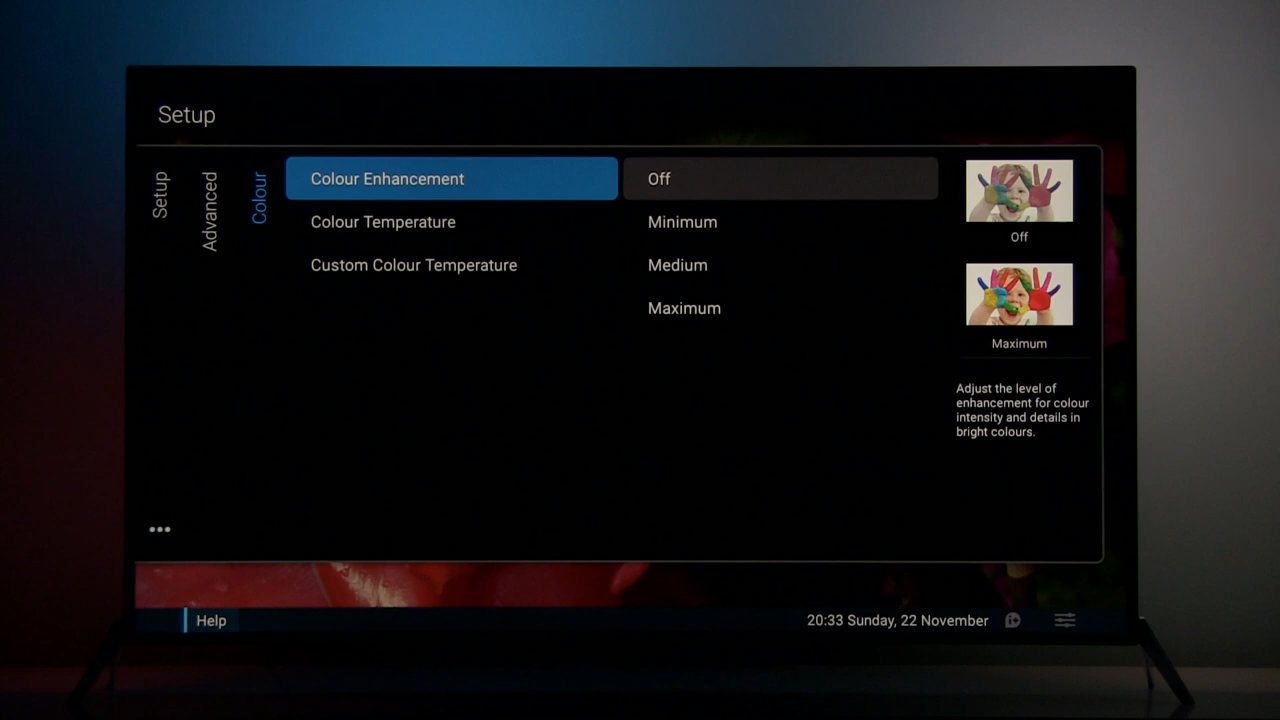 Setup
Setup
Advanced
Colour
Colour Enhancement
Colour Temperature
Custom Colour Temperature
Off
Minimum
Medium
Maximum
Off
Maximum
Adjust the level of
enhancement for colour
intensity and details in
bright colours.
•••
Help
20:33 Sunday, 22 November